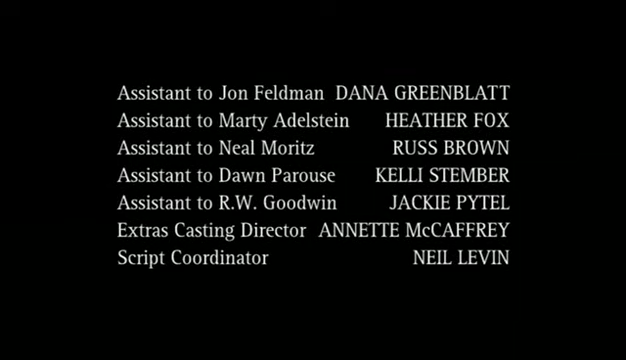 Assistant to Jon Feldman DANA GREENBLATT
Assistant to Marty Adelstein HEATHER FOX
Assistant to Neal Moritz RUSS BROWN
Assistant to Dawn Parouse KELLI STEMBER
Assistant to R.W. Goodwin JACKIE PYTEL
Extras Casting Director ANNETTE McCAFFREY
Script Coordinator NEIL LEVIN